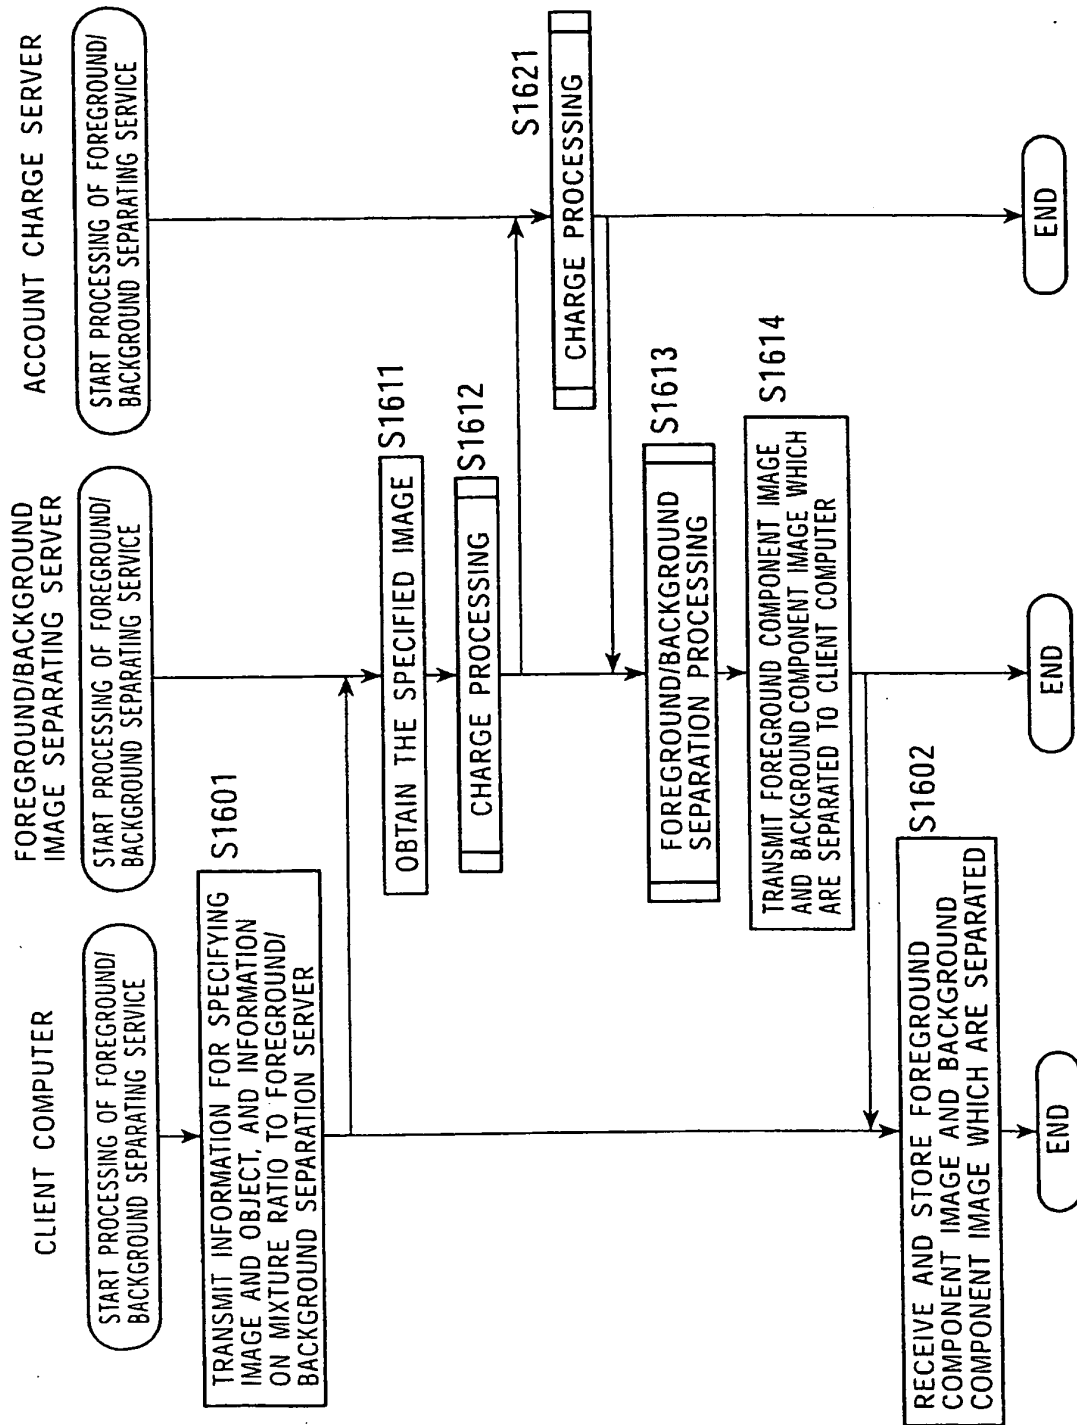 CLIENT COMPUTER
START PROCESSING OF FOREGROUND/
BACKGROUND SEPARATING SERVICE
S1601
TRANSMIT INFORMATION FOR SPECIFYING
IMAGE AND OBJECT, AND INFORMATION
ON MIXTURE RATIO TO FOREGROUND/
BACKGROUND SEPARATION SERVER
S1602
RECEIVE AND STORE FOREGROUND
COMPONENT IMAGE AND BACKGROUND
COMPONENT IMAGE WHICH ARE SEPARATED
END
FOREGROUND/BACKGROUND
IMAGE SEPARATING SERVER
START PROCESSING OF FOREGROUND/
BACKGROUND SEPARATING SERVICE
S1611
OBTAIN THE SPECIFIED IMAGE
S1612
CHARGE PROCESSING
S1613
FOREGROUND/BACKGROUND
SEPARATION PROCESSING
S1614
TRANSMIT FOREGROUND COMPONENT IMAGE
AND BACKGROUND COMPONENT IMAGE WHICH
ARE SEPARATED TO CLIENT COMPUTER
END
ACCOUNT CHARGE SERVER
START PROCESSING OF FOREGROUND/
BACKGROUND SEPARATING SERVICE
S1621
CHARGE PROCESSING
END